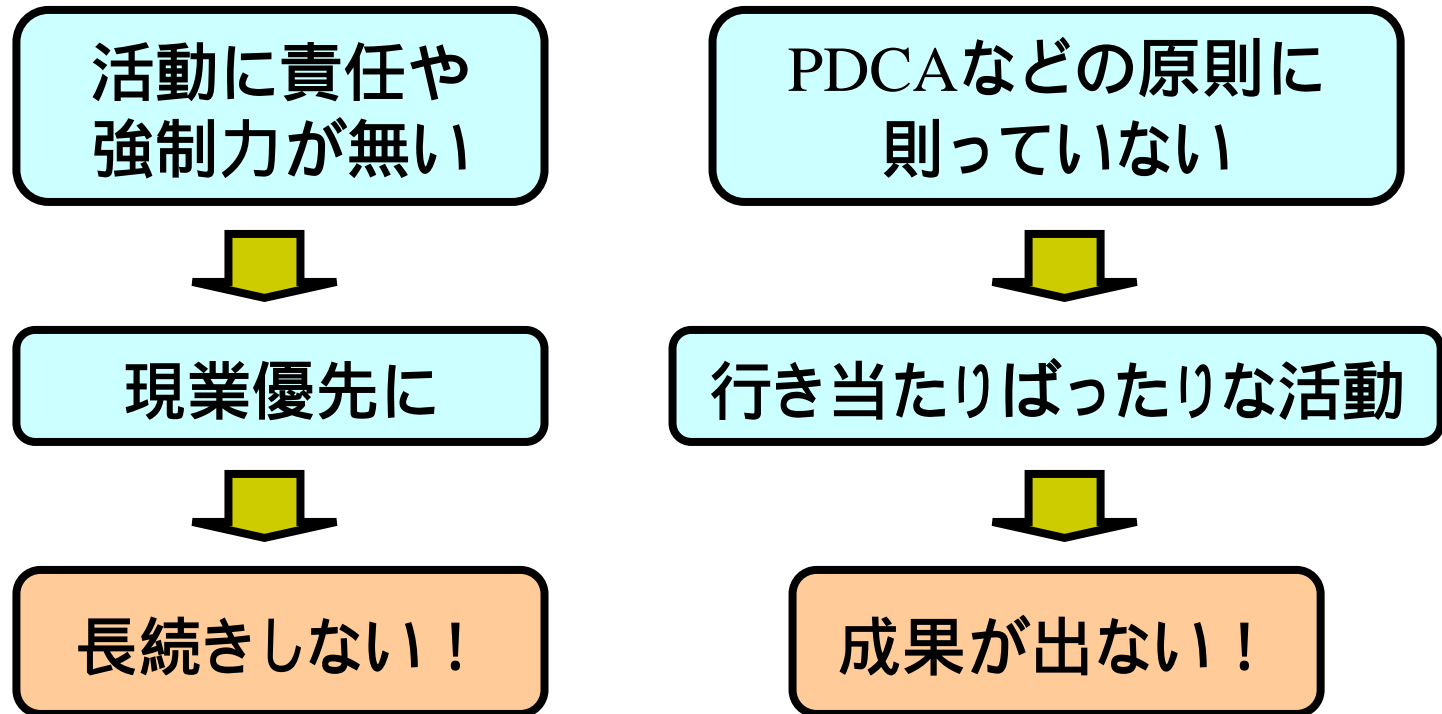 活動に責任や
強制力が無い
現業優先に
長続きしない！
PDCAなどの原則に
則っていない
行き当たりばったりな活動
成果が出ない！